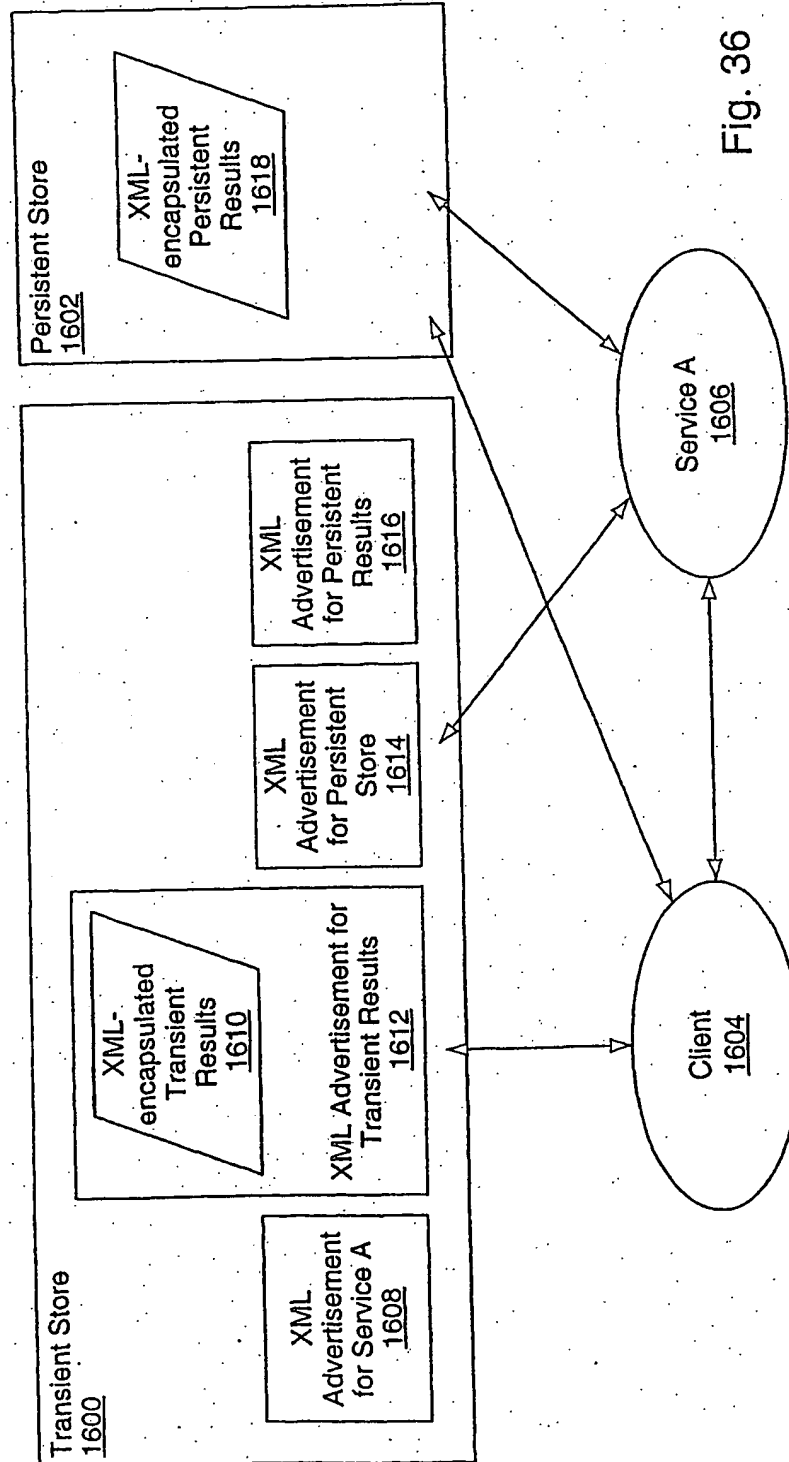 Transient Store
1600
XML
Advertisement
for Service A
1608
XML-
encapsulated
Transient
Results
1610
XML Advertisement for
Transient Results
1612
XML
Advertisement
for Persistent
Store
1614
XML
Advertisement
for Persistent
Results
1616
Persistent Store
1602
XML-
encapsulated
Persistent
Results
1618
Client
1604
Service A
1606
Fig. 36